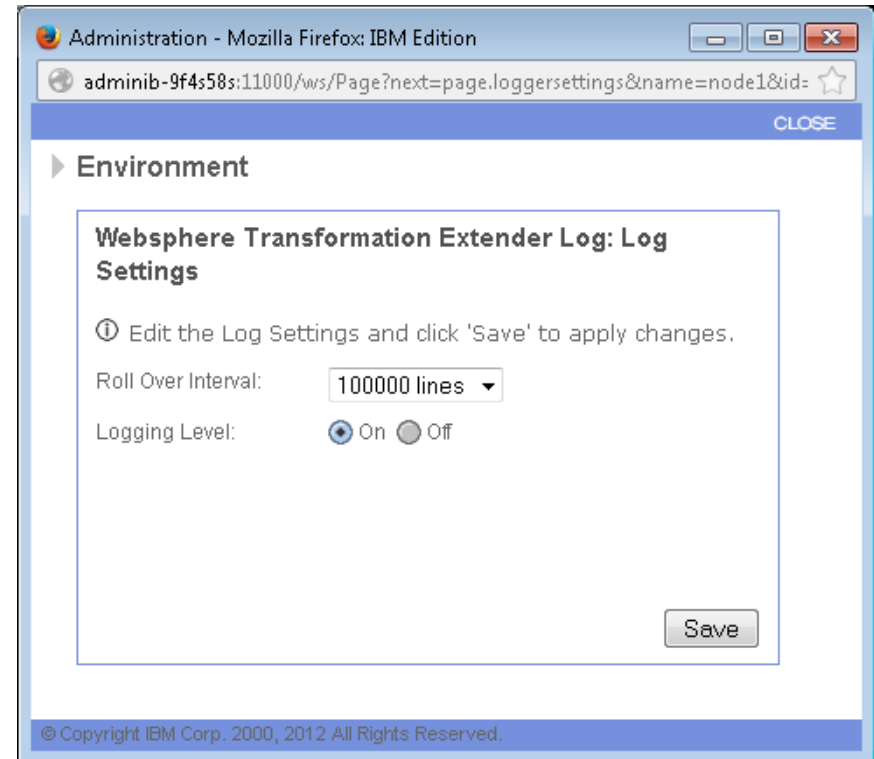 Administration - Mozilla Firefox: IBM Edition
adminib-9f4s58s:11000/ws/Page?next=page.loggersettings&name=node1&id=
CLOSE
Environment
Websphere Transformation Extender Log: Log
Settings
Edit the Log Settings and click 'Save' to apply changes.
Roll Over Interval: 100000 lines
Logging Level: On Off
Save
© Copyright IBM Corp. 2000, 2012 All Rights Reserved.